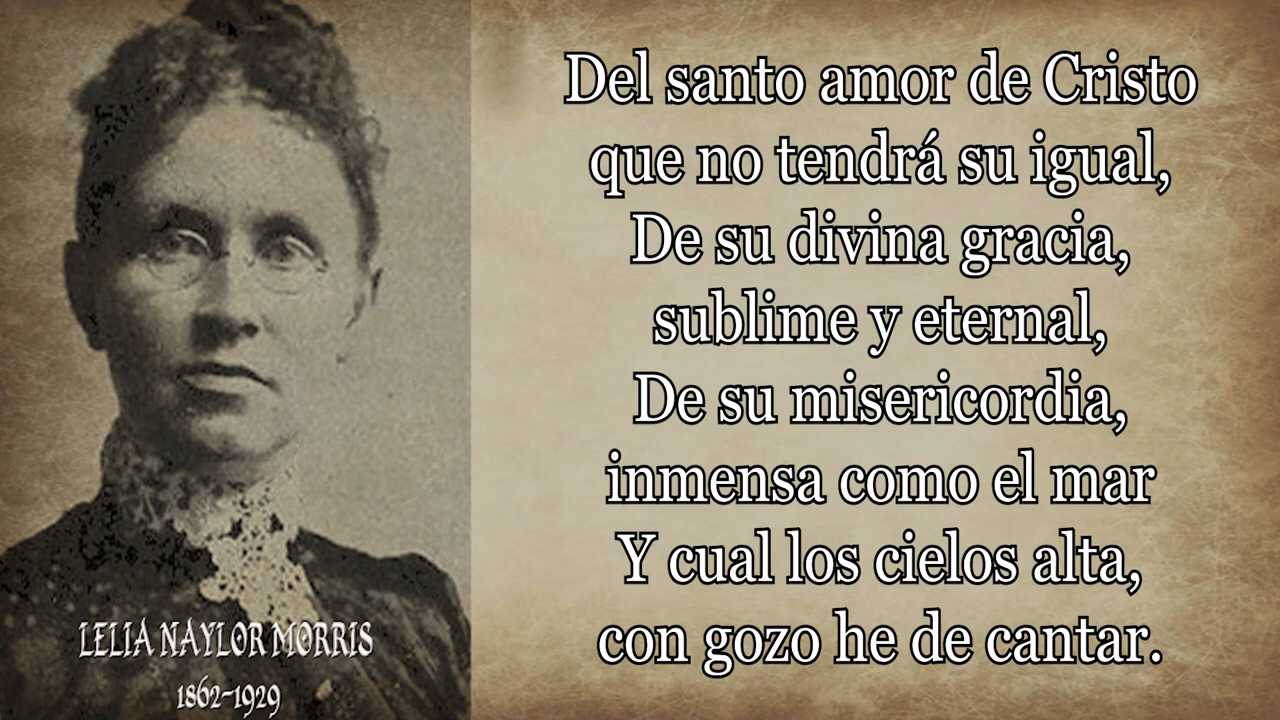 Del santo amor de Cristo
que no tendrá su igual,
De su divina gracia,
sublime y eternal,
De su misericordia,
inmensa como el mar
Y cual los cielos alta,
con gozo he de cantar.
LELIA NAYLOR MORRIS
1862-1929